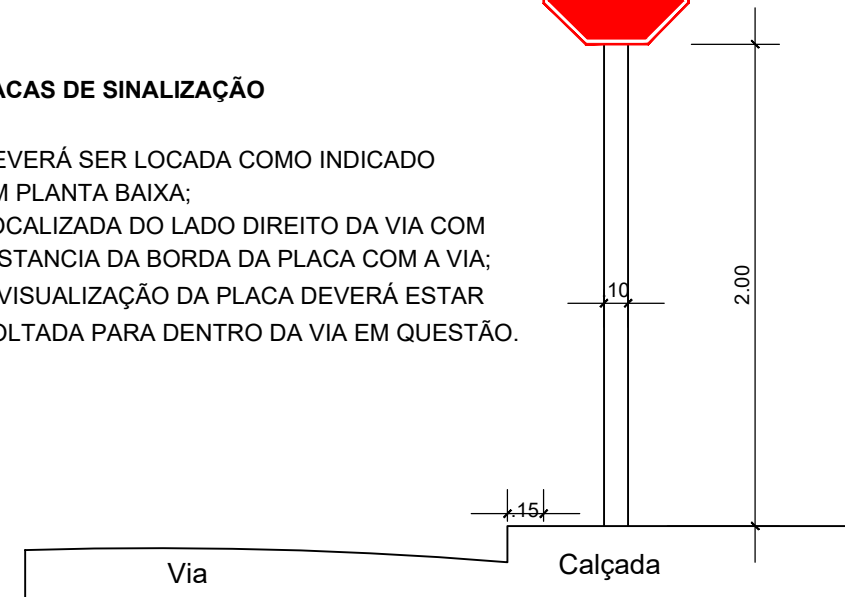 ACAS DE SINALIZAÇÃO
EVERÁ SER LOCADA COMO INDICADO
M PLANTA BAIXA;
OCALIZADA DO LADO DIREITO DA VIA COM
STANCIA DA BORDA DA PLACA COM A VIA;
VISUALIZAÇÃO DA PLACA DEVERÁ ESTAR
OLTADA PARA DENTRO DA VIA EM QUESTÃO.
.10
2.00
.15
Via
Calçada